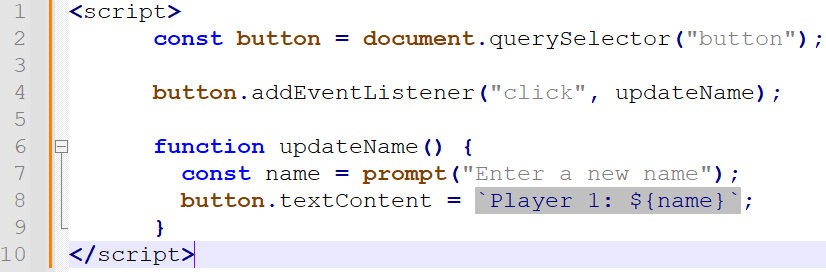 1 <script>
2 const button = document.querySelector("button");
3
4 button.addEventListener("click", updateName);
5
6 function updateName() {
7 const name = prompt("Enter a new name");
8 button.textContent = `Player 1: ${name}`;
9 }
10 </script>